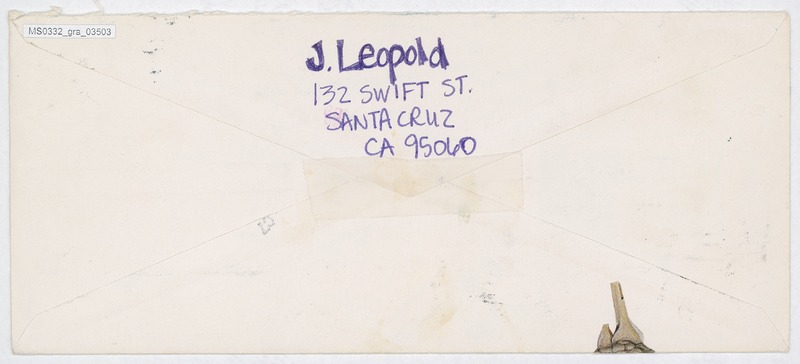 MS0332_gra_03503
J. Leopold
132 SWIFT ST.
SANTA CRUZ
CA 95060